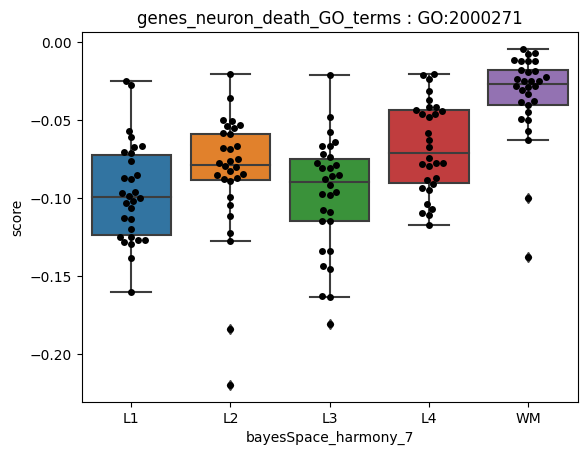 genes_neuron_death_GO_terms : GO:2000271
score
0.00
−0.05
−0.10
−0.15
−0.20
L1 L2 L3 L4 WM
bayesSpace_harmony_7